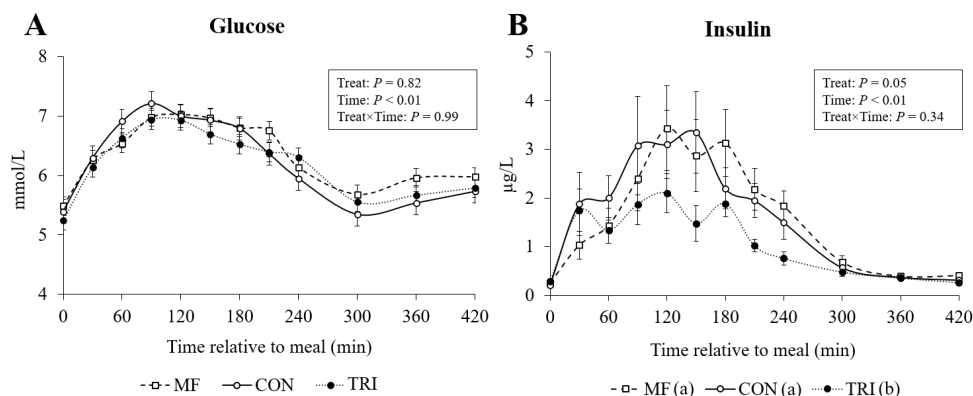 A
Glucose
Treat: P = 0.82
Time: P < 0.01
Treat×Time: P = 0.99
mmol/L
8
7
6
5
4
0
60
120
180
240
300
360
420
Time relative to meal (min)
MF
CON
TRI
B
Insulin
Treat: P = 0.05
Time: P < 0.01
Treat×Time: P = 0.34
µg/L
5
4
3
2
1
0
0
60
120
180
240
300
360
420
Time relative to meal (min)
MF (a)
CON (a)
TRI (b)